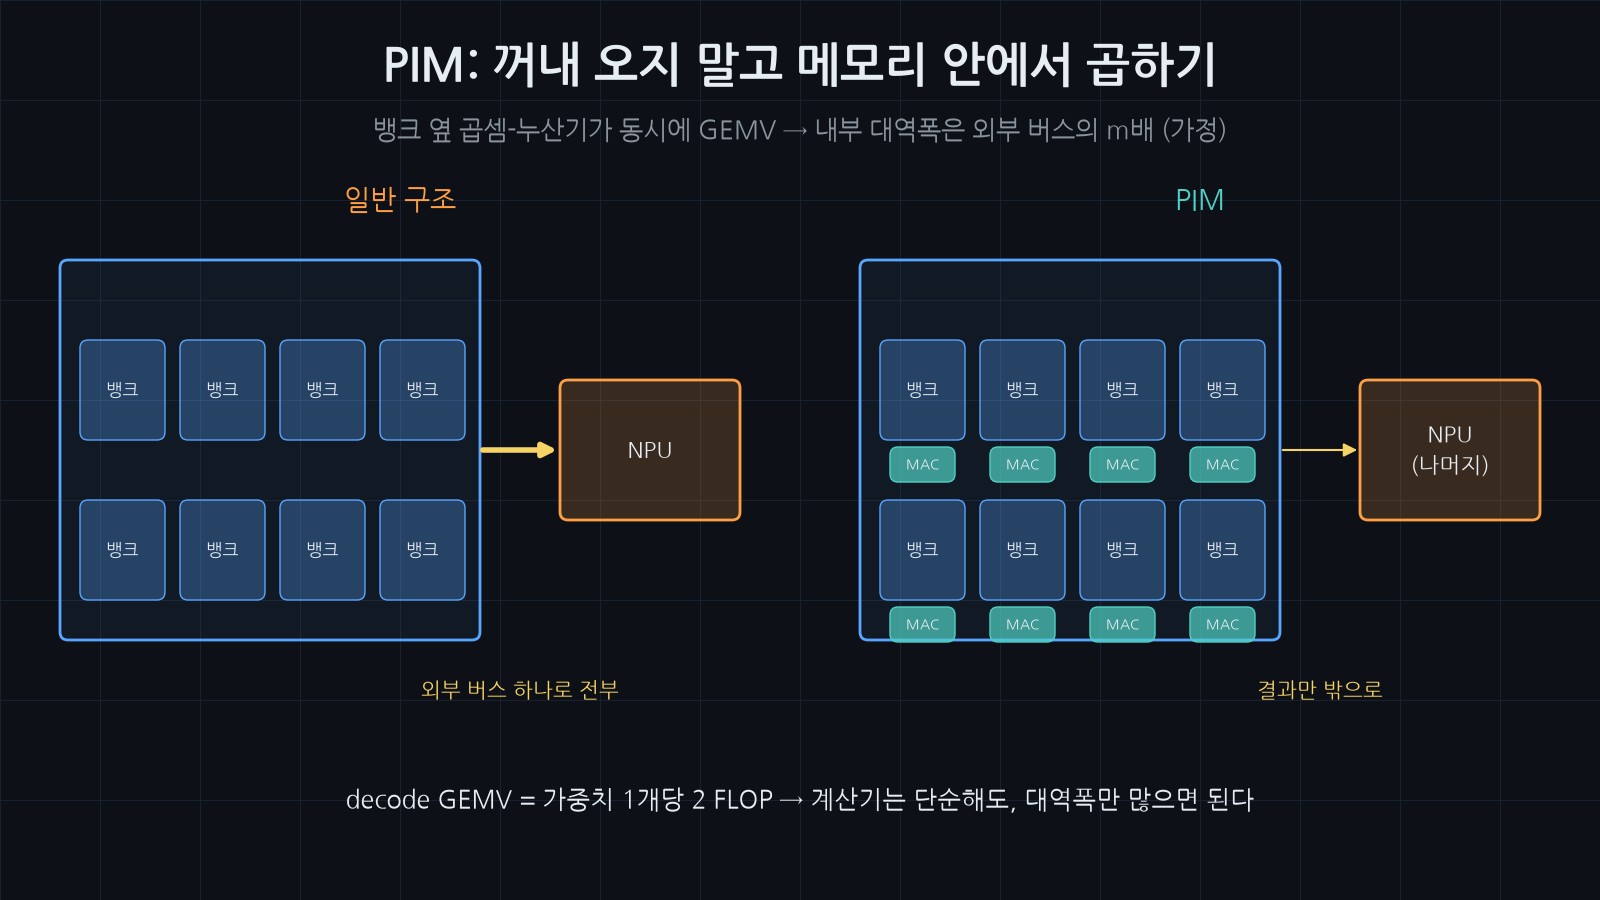 PIM: 꺼내 오지 말고 메모리 안에서 곱하기
뱅크 옆 곱셈-누산기가 동시에 GEMV → 내부 대역폭은 외부 버스의 m배 (가정)
일반 구조
PIM
뱅크 뱅크 뱅크 뱅크
뱅크 뱅크 뱅크 뱅크
NPU
외부 버스 하나로 전부
뱅크 뱅크 뱅크 뱅크
MAC MAC MAC MAC
뱅크 뱅크 뱅크 뱅크
MAC MAC MAC MAC
NPU
(나머지)
결과만 밖으로
decode GEMV = 가중치 1개당 2 FLOP → 계산기는 단순해도, 대역폭만 많으면 된다